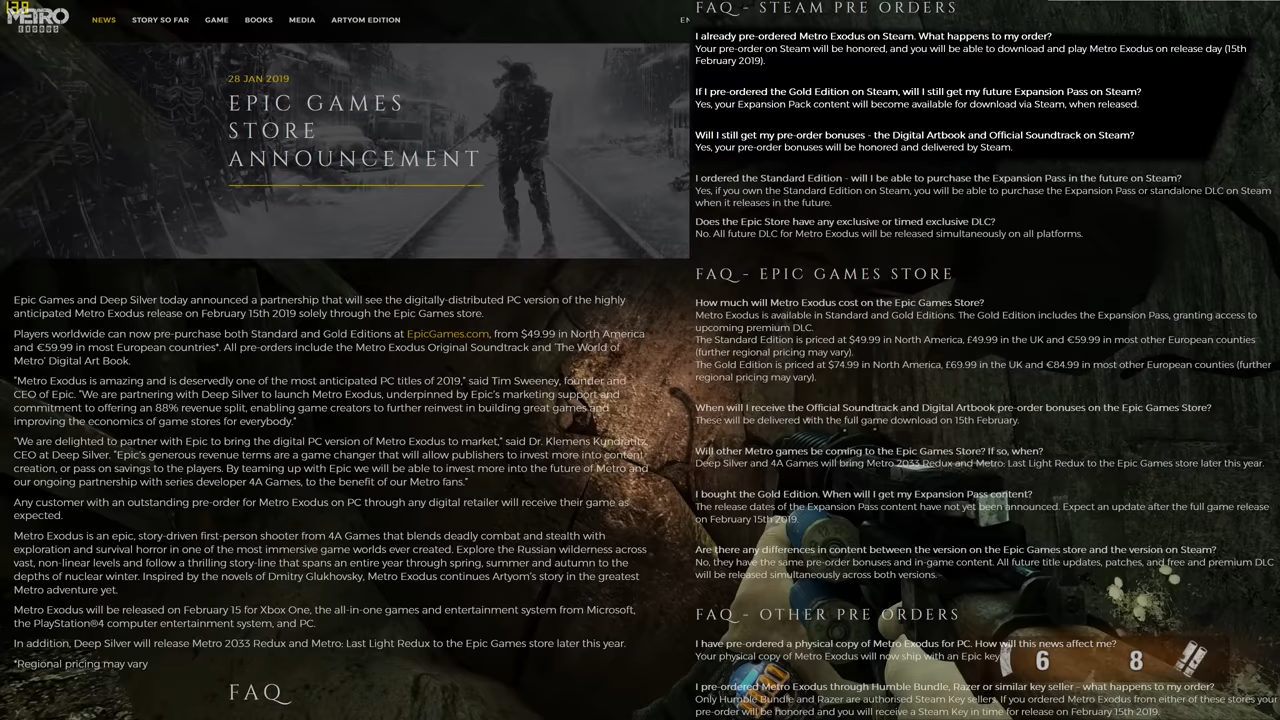 138
METRO
EXODUS
NEWS
STORY SO FAR
GAME
BOOKS
MEDIA
ARTYOM EDITION
EN
28 JAN 2019
EPIC GAMES
STORE
ANNOUNCEMENT
Epic Games and Deep Silver today announced a partnership that will see the digitally-distributed PC version of the highly
anticipated Metro Exodus release on February 15th 2019 solely through the Epic Games store.
Players worldwide can now pre-purchase both Standard and Gold Editions at EpicGames.com, from $49.99 in North America
and €59.99 in most European countries*. All pre-orders include the Metro Exodus Original Soundtrack and 'The World of
Metro' Digital Art Book.
"Metro Exodus is amazing and is deservedly one of the most anticipated PC titles of 2019," said Tim Sweeney, founder and
CEO of Epic. "We are partnering with Deep Silver to launch Metro Exodus, underpinned by Epic's marketing support and
commitment to offering an 88% revenue split, enabling game creators to further reinvest in building great games and
improving the economics of game stores for everybody."
"We are delighted to partner with Epic to bring the digital PC version of Metro Exodus to market," said Dr. Klemens Kundratitz,
CEO at Deep Silver. "Epic's generous revenue terms are a game changer that will allow publishers to invest more into content
creation, or pass on savings to the players. By teaming up with Epic we will be able to invest more into the future of Metro and
our ongoing partnership with series developer 4A Games, to the benefit of our Metro fans."
Any customer with an outstanding pre-order for Metro Exodus on PC through any digital retailer will receive their game as
expected.
Metro Exodus is an epic, story-driven first-person shooter from 4A Games that blends deadly combat and stealth with
exploration and survival horror in one of the most immersive game worlds ever created. Explore the Russian wilderness across
vast, non-linear levels and follow a thrilling story-line that spans an entire year through spring, summer and autumn to the
depths of nuclear winter. Inspired by the novels of Dmitry Glukhovsky, Metro Exodus continues Artyom's story in the greatest
Metro adventure yet.
Metro Exodus will be released on February 15 for Xbox One, the all-in-one games and entertainment system from Microsoft,
the PlayStation®4 computer entertainment system, and PC.
In addition, Deep Silver will release Metro 2033 Redux and Metro: Last Light Redux to the Epic Games store later this year.
*Regional pricing may vary
FAQ
FAQ - STEAM PRE ORDERS
I already pre-ordered Metro Exodus on Steam. What happens to my order?
Your pre-order on Steam will be honored, and you will be able to download and play Metro Exodus on release day (15th
February 2019).
If I pre-ordered the Gold Edition on Steam, will I still get my future Expansion Pass on Steam?
Yes, your Expansion Pack content will become available for download via Steam, when released.
Will I still get my pre-order bonuses - the Digital Artbook and Official Soundtrack on Steam?
Yes, your pre-order bonuses will be honored and delivered by Steam.
I ordered the Standard Edition - will I be able to purchase the Expansion Pass in the future on Steam?
Yes, if you own the Standard Edition on Steam, you will be able to purchase the Expansion Pass or standalone DLC on Steam
when it releases in the future.
Does the Epic Store have any exclusive or timed exclusive DLC?
No. All future DLC for Metro Exodus will be released simultaneously on all platforms.
FAQ - EPIC GAMES STORE
How much will Metro Exodus cost on the Epic Games Store?
Metro Exodus is available in Standard and Gold Editions. The Gold Edition includes the Expansion Pass, granting access to
upcoming premium DLC.
The Standard Edition is priced at $49.99 in North America, £49.99 in the UK and €59.99 in most other European counties
(further regional pricing may vary).
The Gold Edition is priced at $74.99 in North America, £69.99 in the UK and €84.99 in most other European counties (further
regional pricing may vary).
When will I receive the Official Soundtrack and Digital Artbook pre-order bonuses on the Epic Games Store?
These will be delivered with the full game download on 15th February.
Will other Metro games be coming to the Epic Games Store? If so, when?
Deep Silver and 4A Games will bring Metro 2033 Redux and Metro: Last Light Redux to the Epic Games store later this year.
I bought the Gold Edition. When will I get my Expansion Pass content?
The release dates of the Expansion Pass content have not yet been announced. Expect an update after the full game release
on February 15th 2019.
Are there any differences in content between the version on the Epic Games store and the version on Steam?
No, they have the same pre-order bonuses and in-game content. All future title updates, patches, and free and premium DLC
will be released simultaneously across both versions.
FAQ - OTHER PRE ORDERS
I have pre-ordered a physical copy of Metro Exodus for PC. How will this news affect me?
Your physical copy of Metro Exodus will now ship with an Epic key.
6 8
I pre-ordered Metro Exodus through Humble Bundle, Razer or similar key seller – what happens to my order?
Only Humble Bundle and Razer are authorised Steam Key sellers. If you ordered Metro Exodus from either of these stores your
pre-order will be honored and you will receive a Steam Key in time for release on February 15th 2019.